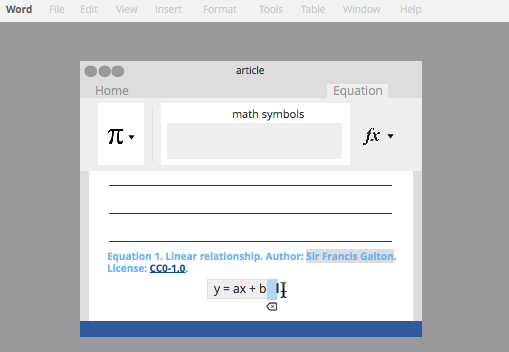 Word File Edit View Insert Format Tools Table Window Help
article
Home Equation
π math symbols fx
Equation 1. Linear relationship. Author: Sir Francis Galton.
License: CC0-1.0.
y = ax + b